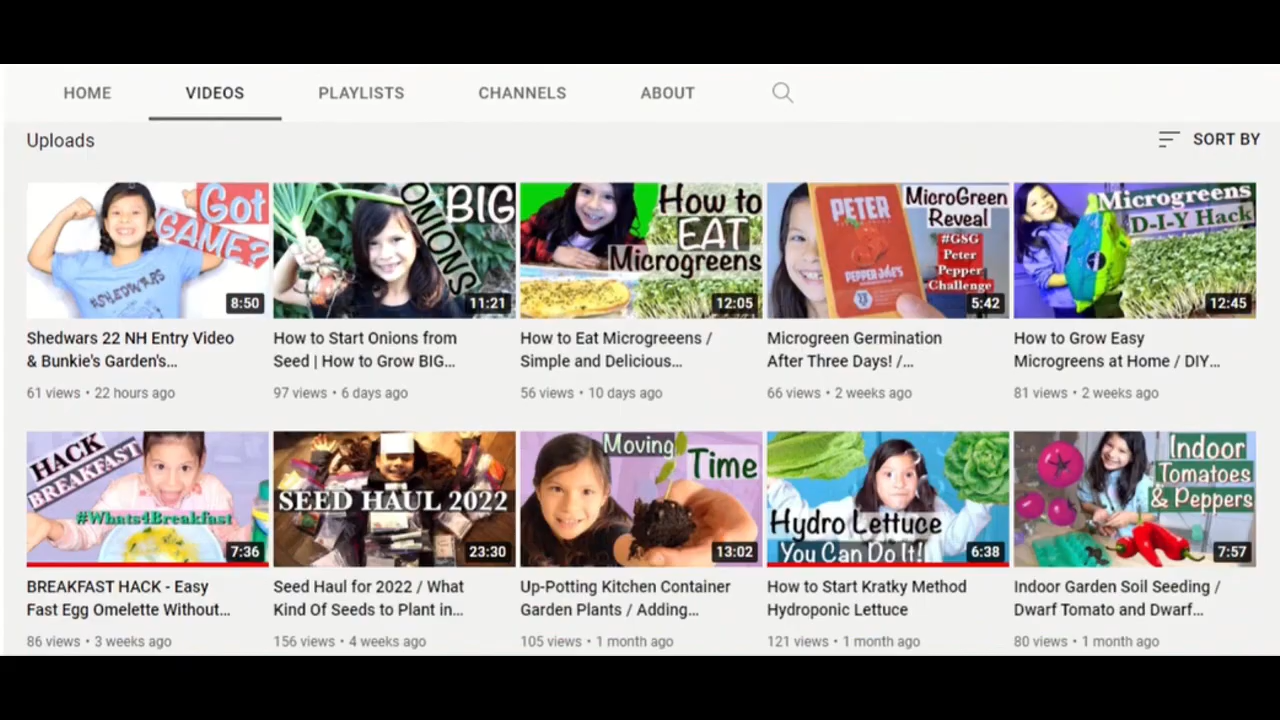 HOME
VIDEOS
PLAYLISTS
CHANNELS
ABOUT
Uploads
SORT BY
Got
GAME?
#SHEDWARS
8:50
BIG
ONIONS
11:21
How to
EAT
Microgreens
12:05
MicroGreen
Reveal
PETER
PEPPER JOE'S
#GSG
Peter
Pepper
Challenge
5:42
Microgreens
D-I-Y Hack
12:45
Shedwars 22 NH Entry Video
& Bunkie's Garden's...
61 views • 22 hours ago
How to Start Onions from
Seed | How to Grow BIG...
97 views • 6 days ago
How to Eat Microgreeens /
Simple and Delicious...
56 views • 10 days ago
Microgreen Germination
After Three Days! /...
66 views • 2 weeks ago
How to Grow Easy
Microgreens at Home / DIY...
81 views • 2 weeks ago
HACK
BREAKFAST
#Whats4Breakfast
7:36
SEED HAUL 2022
23:30
Moving
Time
13:02
Hydro Lettuce
You Can Do It!
6:38
Indoor
Tomatoes
& Peppers
7:57
BREAKFAST HACK - Easy
Fast Egg Omelette Without...
86 views • 3 weeks ago
Seed Haul for 2022 / What
Kind Of Seeds to Plant in...
156 views • 4 weeks ago
Up-Potting Kitchen Container
Garden Plants / Adding...
105 views • 1 month ago
How to Start Kratky Method
Hydroponic Lettuce
121 views • 1 month ago
Indoor Garden Soil Seeding /
Dwarf Tomato and Dwarf...
80 views • 1 month ago